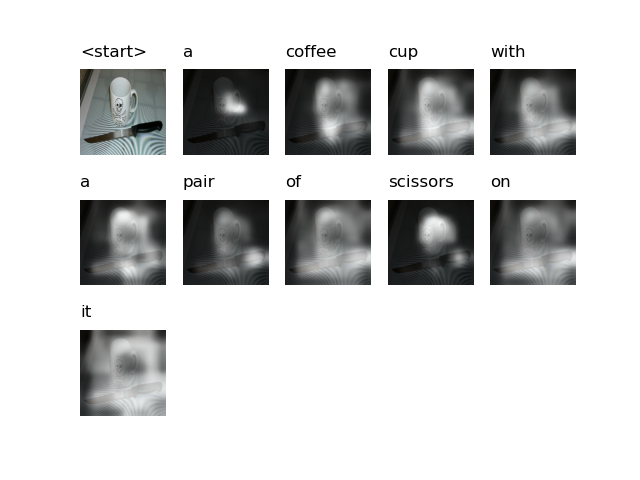 <start> a coffee cup with
a pair of scissors on
it